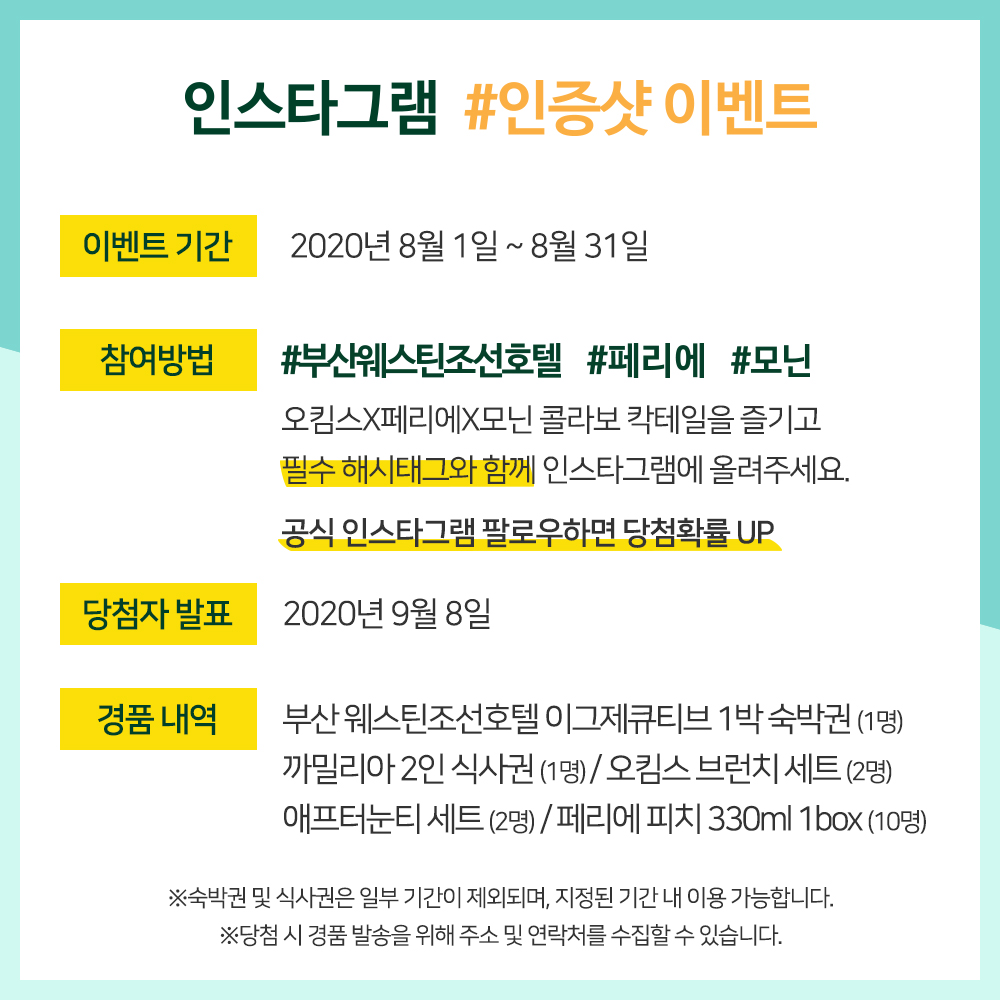 인스타그램 #인증샷 이벤트
이벤트 기간 2020년 8월 1일 ~ 8월 31일
참여방법 #부산웨스틴조선호텔 #페리에 #모닌
오킴스X페리에X모닌 콜라보 칵테일을 즐기고
필수 해시태그와 함께 인스타그램에 올려주세요.
공식 인스타그램 팔로우하면 당첨확률 UP
당첨자 발표 2020년 9월 8일
경품 내역 부산 웨스틴조선호텔 이그제큐티브 1박 숙박권 (1명)
까밀리아 2인 식사권 (1명) / 오킴스 브런치 세트 (2명)
애프터눈티 세트 (2명) / 페리에 피치 330ml 1box (10명)
※숙박권 및 식사권은 일부 기간이 제외되며, 지정된 기간 내 이용 가능합니다.
※당첨 시 경품 발송을 위해 주소 및 연락처를 수집할 수 있습니다.